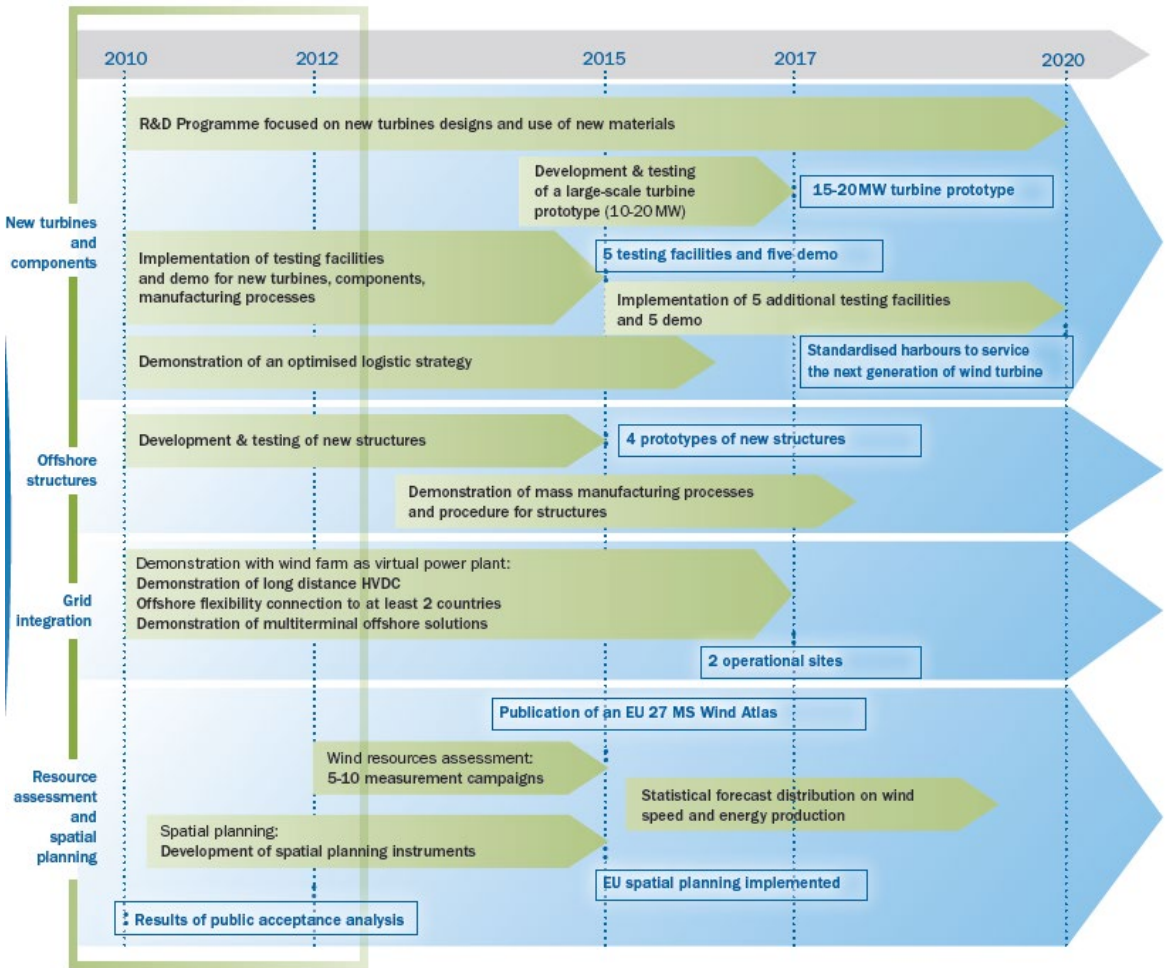 2010
2012
2015
2017
2020
New turbines
and
components
R&D Programme focused on new turbines designs and use of new materials
Development & testing
of a large-scale turbine
prototype (10-20 MW)
15-20 MW turbine prototype
Implementation of testing facilities
and demo for new turbines, components,
manufacturing processes
5 testing facilities and five demo
Implementation of 5 additional testing facilities
and 5 demo
Demonstration of an optimised logistic strategy
Standardised harbours to service
the next generation of wind turbine
Offshore
structures
Development & testing of new structures
4 prototypes of new structures
Demonstration of mass manufacturing processes
and procedure for structures
Grid
integration
Demonstration with wind farm as virtual power plant:
Demonstration of long distance HVDC
Offshore flexibility connection to at least 2 countries
Demonstration of multiterminal offshore solutions
2 operational sites
Resource
assessment
and
spatial
planning
Publication of an EU 27 MS Wind Atlas
Wind resources assessment:
5-10 measurement campaigns
Statistical forecast distribution on wind
speed and energy production
Spatial planning:
Development of spatial planning instruments
EU spatial planning implemented
Results of public acceptance analysis